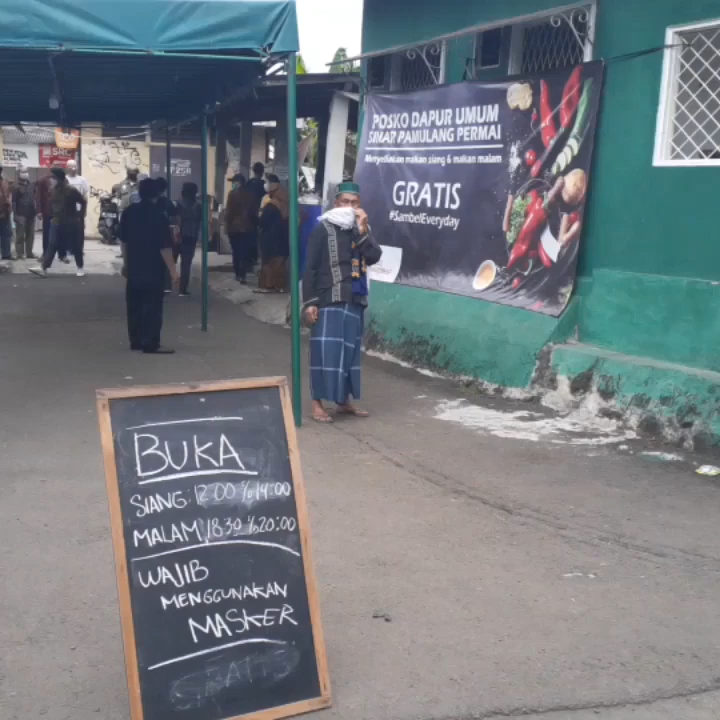 POSKO DAPUR UMUM
SINAR PAMULANG PERMAI
Menyediakan makan siang & makan malam
GRATIS
#SambelEveryday
BUKA
SIANG: 12:00 % 14:00
MALAM, 18.30 % 20:00
WAJIB
MENGGUNAKAN
MASKER
GRATIS